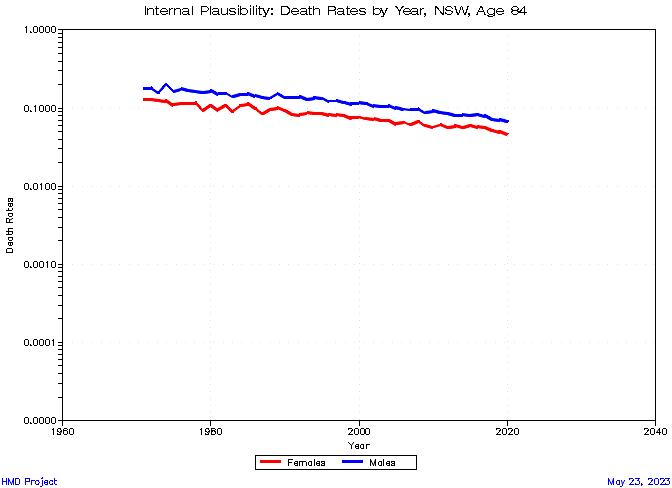 Internal Plausibility: Death Rates by Year, NSW, Age 84
1.0000
0.1000
0.0100
0.0010
0.0001
0.0000
Death Rates
1960 1980 2000 2020 2040
Year
Females Males
HMD Project
May 23, 2023